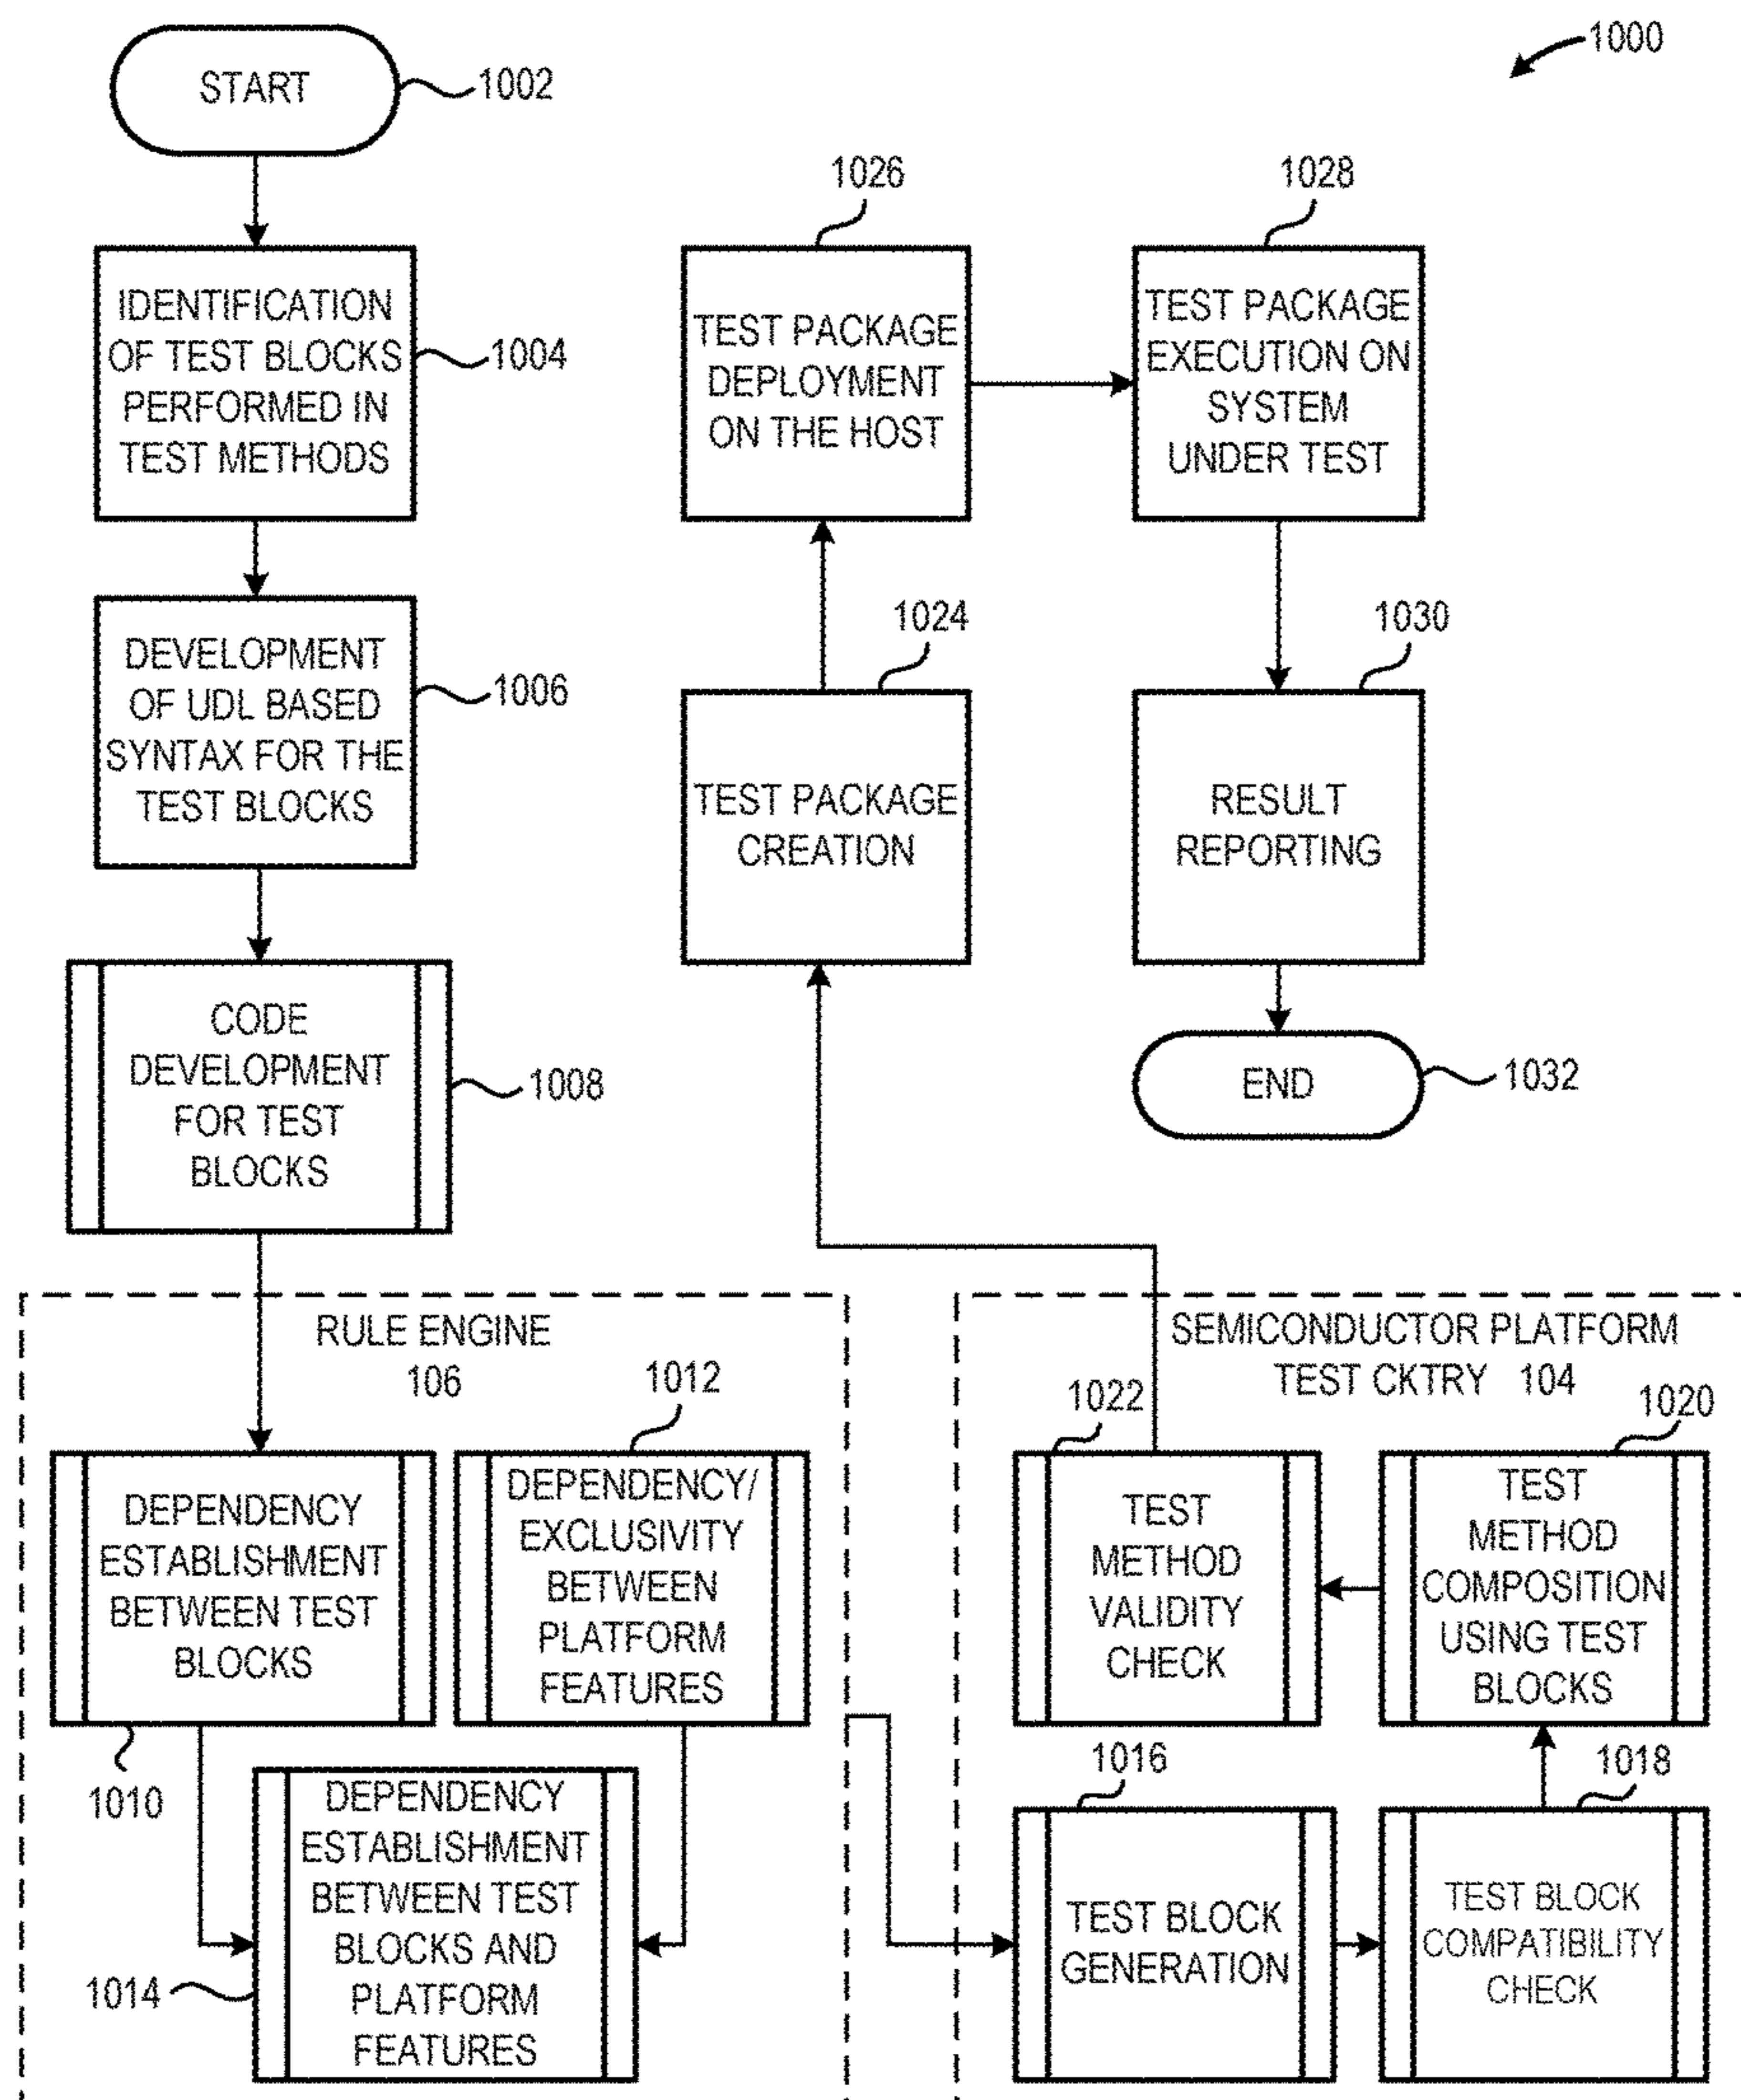 1000
START
1002
IDENTIFICATION
OF TEST BLOCKS
PERFORMED IN
TEST METHODS
1004
DEVELOPMENT
OF UDL BASED
SYNTAX FOR THE
TEST BLOCKS
1006
CODE
DEVELOPMENT
FOR TEST
BLOCKS
1008
RULE ENGINE
106
DEPENDENCY
ESTABLISHMENT
BETWEEN TEST
BLOCKS
1010
1012
DEPENDENCY/
EXCLUSIVITY
BETWEEN
PLATFORM
FEATURES
DEPENDENCY
ESTABLISHMENT
BETWEEN TEST
BLOCKS AND
PLATFORM
FEATURES
1014
SEMICONDUCTOR PLATFORM
TEST CKTRY 104
1016
TEST BLOCK
GENERATION
1018
TEST BLOCK
COMPATIBILITY
CHECK
1020
TEST
METHOD
COMPOSITION
USING TEST
BLOCKS
1022
TEST
METHOD
VALIDITY
CHECK
1024
TEST PACKAGE
CREATION
1026
TEST PACKAGE
DEPLOYMENT
ON THE HOST
1028
TEST PACKAGE
EXECUTION ON
SYSTEM
UNDER TEST
1030
RESULT
REPORTING
END
1032